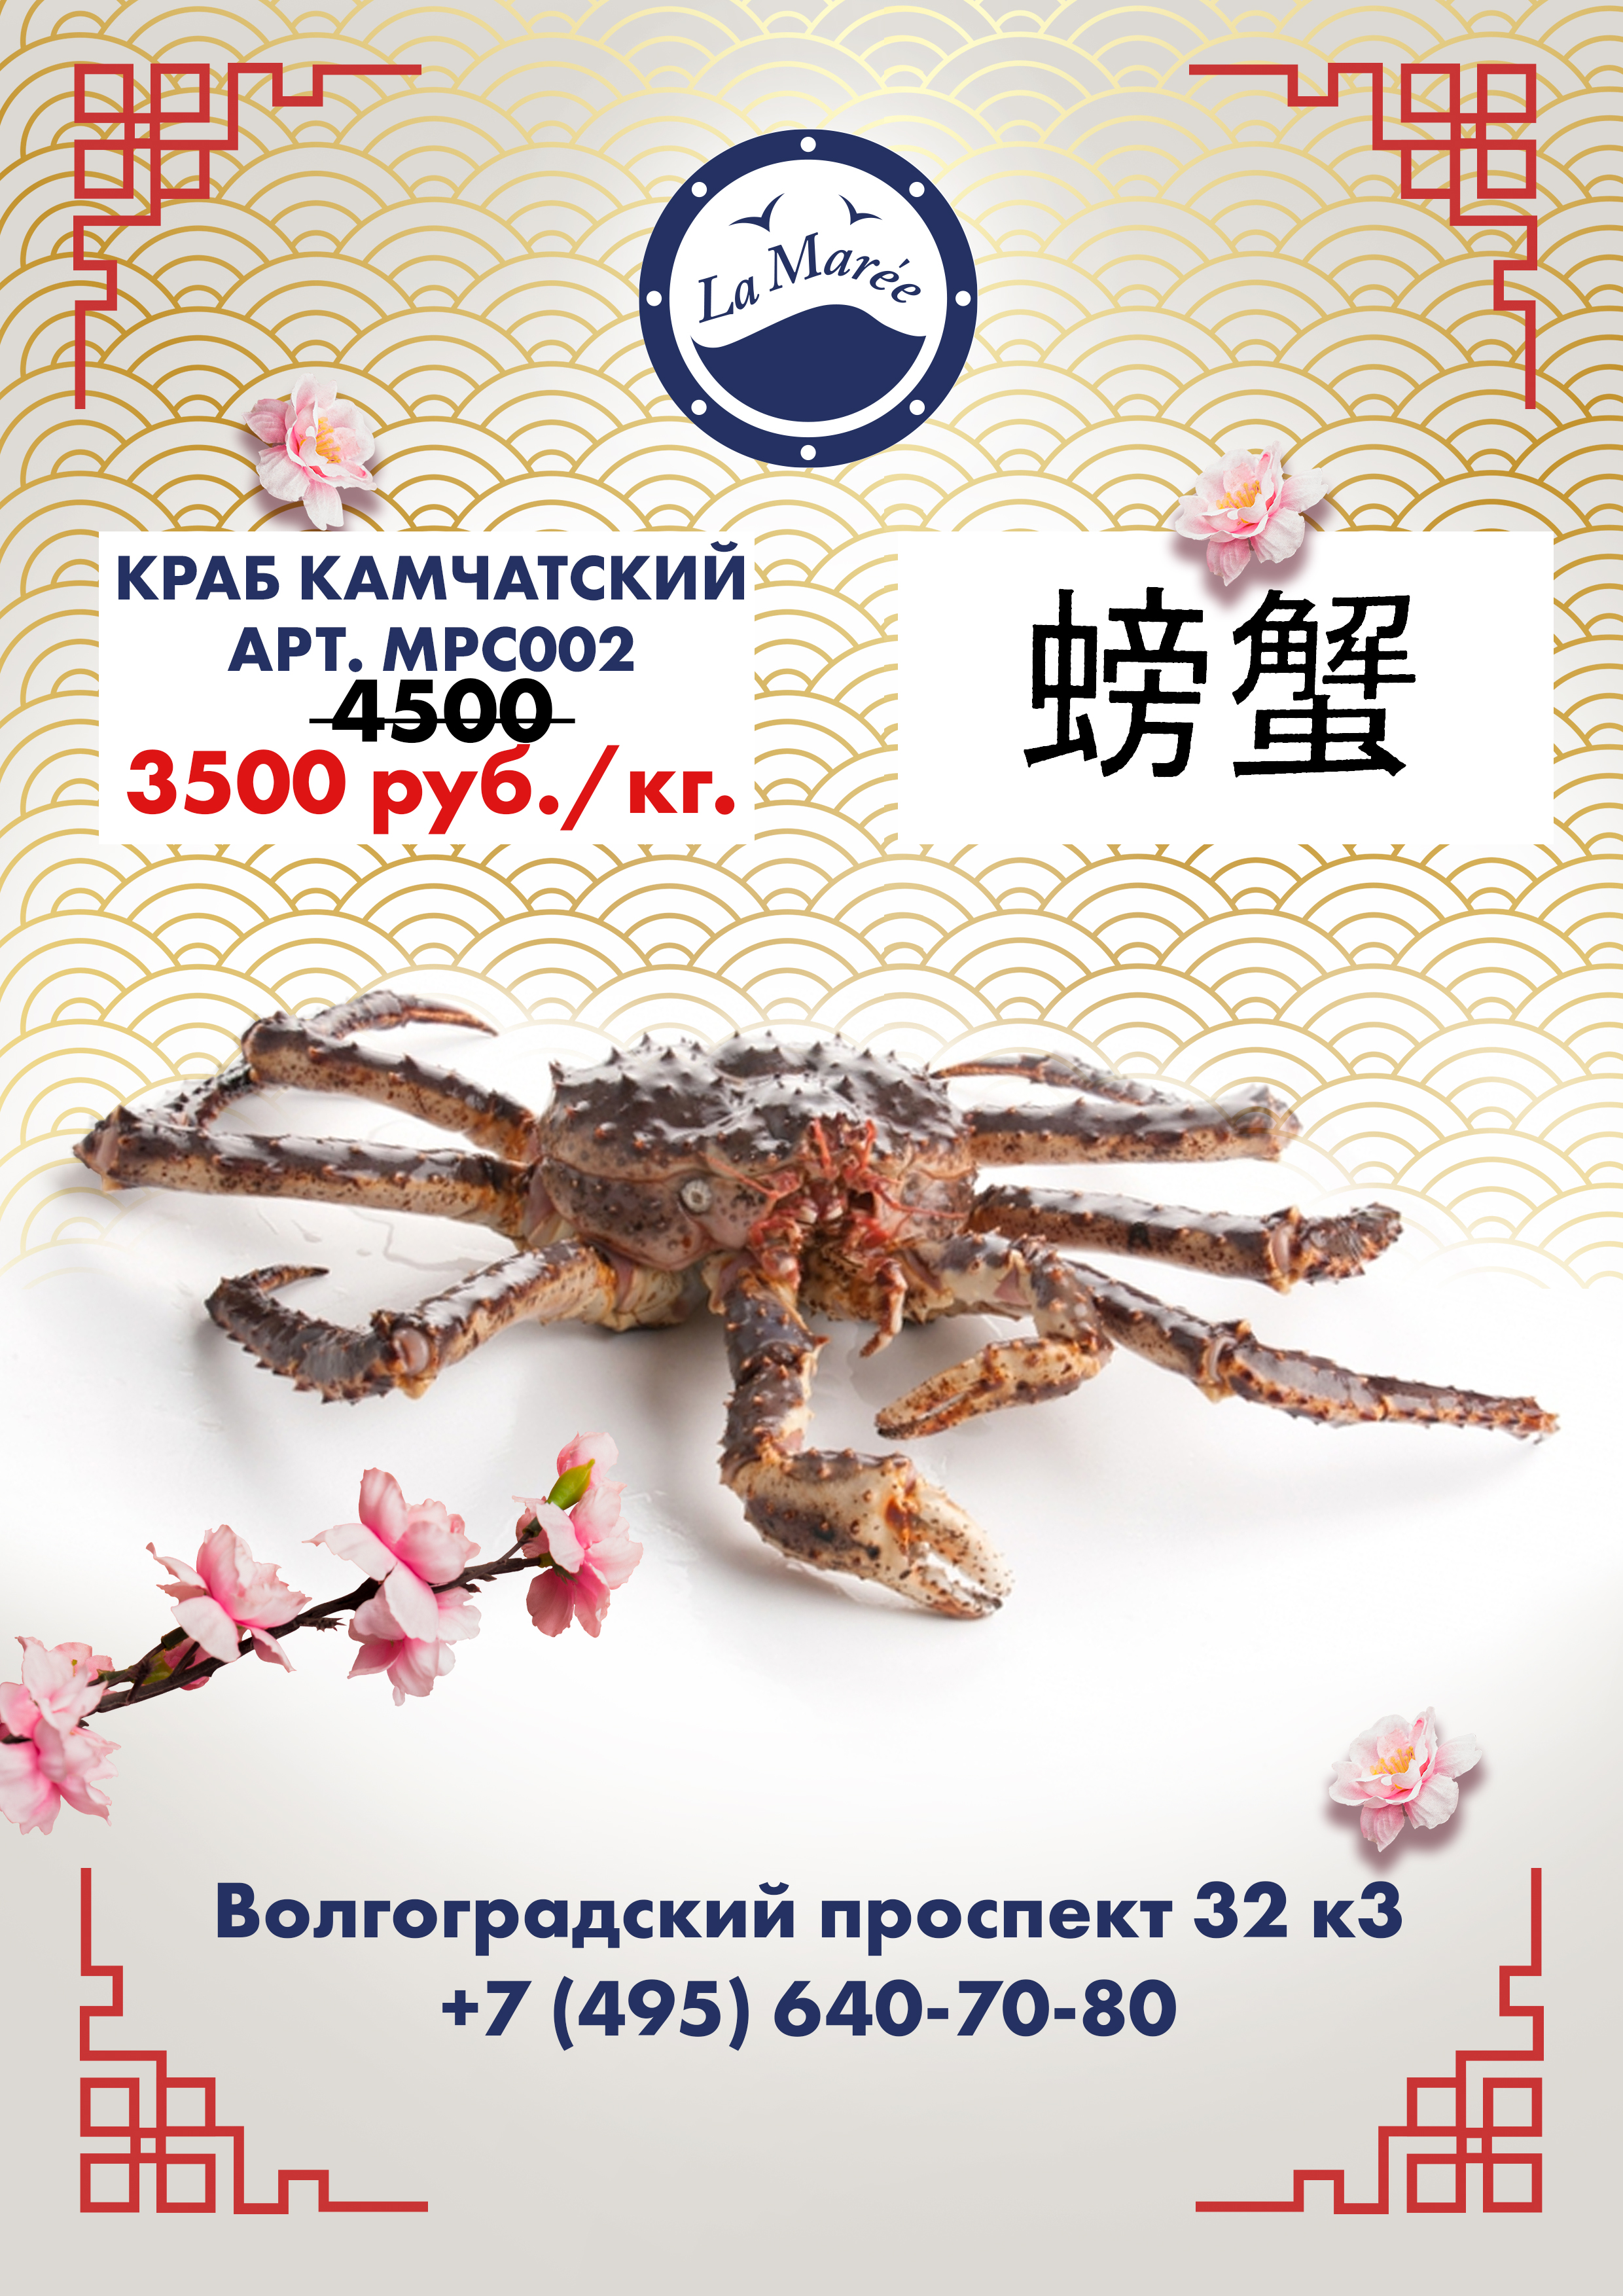 La Marée
КРАБ КАМЧАТСКИЙ
АРТ. МРС002
4500
3500 руб./кг.
螃蟹
Волгоградский проспект 32 к3
+7 (495) 640-70-80